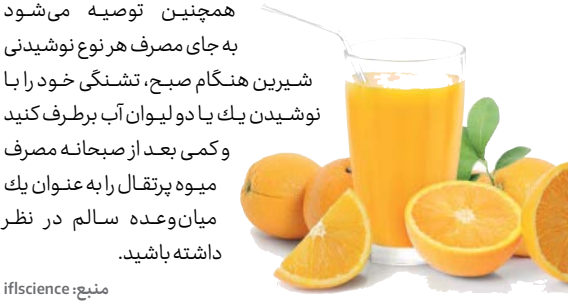 همچنین توصیه می‌شود
به جای مصرف هر نوع نوشیدنی
شیرین هنگام صبح، تشنگی خود را با
نوشیدن یك یا دو لیوان آب برطرف کنید
و کمی بعد از صبحانه مصرف
میوه پرتقال را به عنوان یك
میان‌وعده سالم در نظر
داشته باشید.
منبع: iflscience